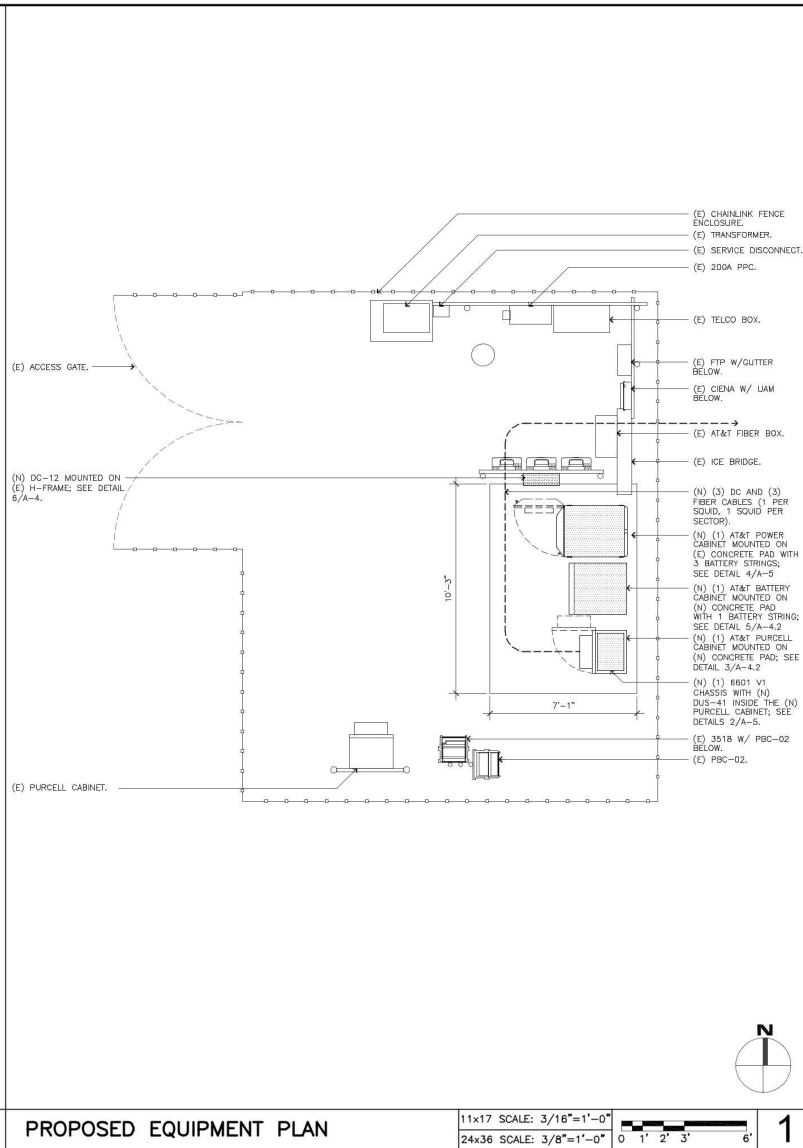 (E) CHAINLINK FENCE
ENCLOSURE.
(E) TRANSFORMER.
(E) SERVICE DISCONNECT.
(E) 200A PPC.
(E) TELCO BOX.
(E) ACCESS GATE.
(E) FTP W/GUTTER
BELOW.
(E) CIENA W/ UAM
BELOW.
(E) AT&T FIBER BOX.
(E) ICE BRIDGE.
(N) DC-12 MOUNTED ON
(E) H-FRAME; SEE DETAIL
6/A-4.
(N) (3) DC AND (3)
FIBER CABLES (1 PER
SQUID, 1 SQUID PER
SECTOR).
(N) (1) AT&T POWER
CABINET MOUNTED ON
(E) CONCRETE PAD WITH
3 BATTERY STRINGS;
SEE DETAIL 4/A-5
(N) (1) AT&T BATTERY
CABINET MOUNTED ON
(N) CONCRETE PAD
WITH 1 BATTERY STRING;
SEE DETAIL 5/A-4.2
(N) (1) AT&T PURCELL
CABINET MOUNTED ON
(N) CONCRETE PAD; SEE
DETAIL 3/A-4.2
(N) (1) 6601 V1
CHASSIS WITH (N)
DUS-41 INSIDE THE (N)
PURCELL CABINET; SEE
DETAILS 2/A-5.
10'-3"
7'-1"
(E) 3518 W/ PBC-02
BELOW.
(E) PBC-02.
(E) PURCELL CABINET.
N
PROPOSED EQUIPMENT PLAN
11x17 SCALE: 3/16"=1'-0"
24x36 SCALE: 3/8"=1'-0"
0 1' 2' 3' 6'
1